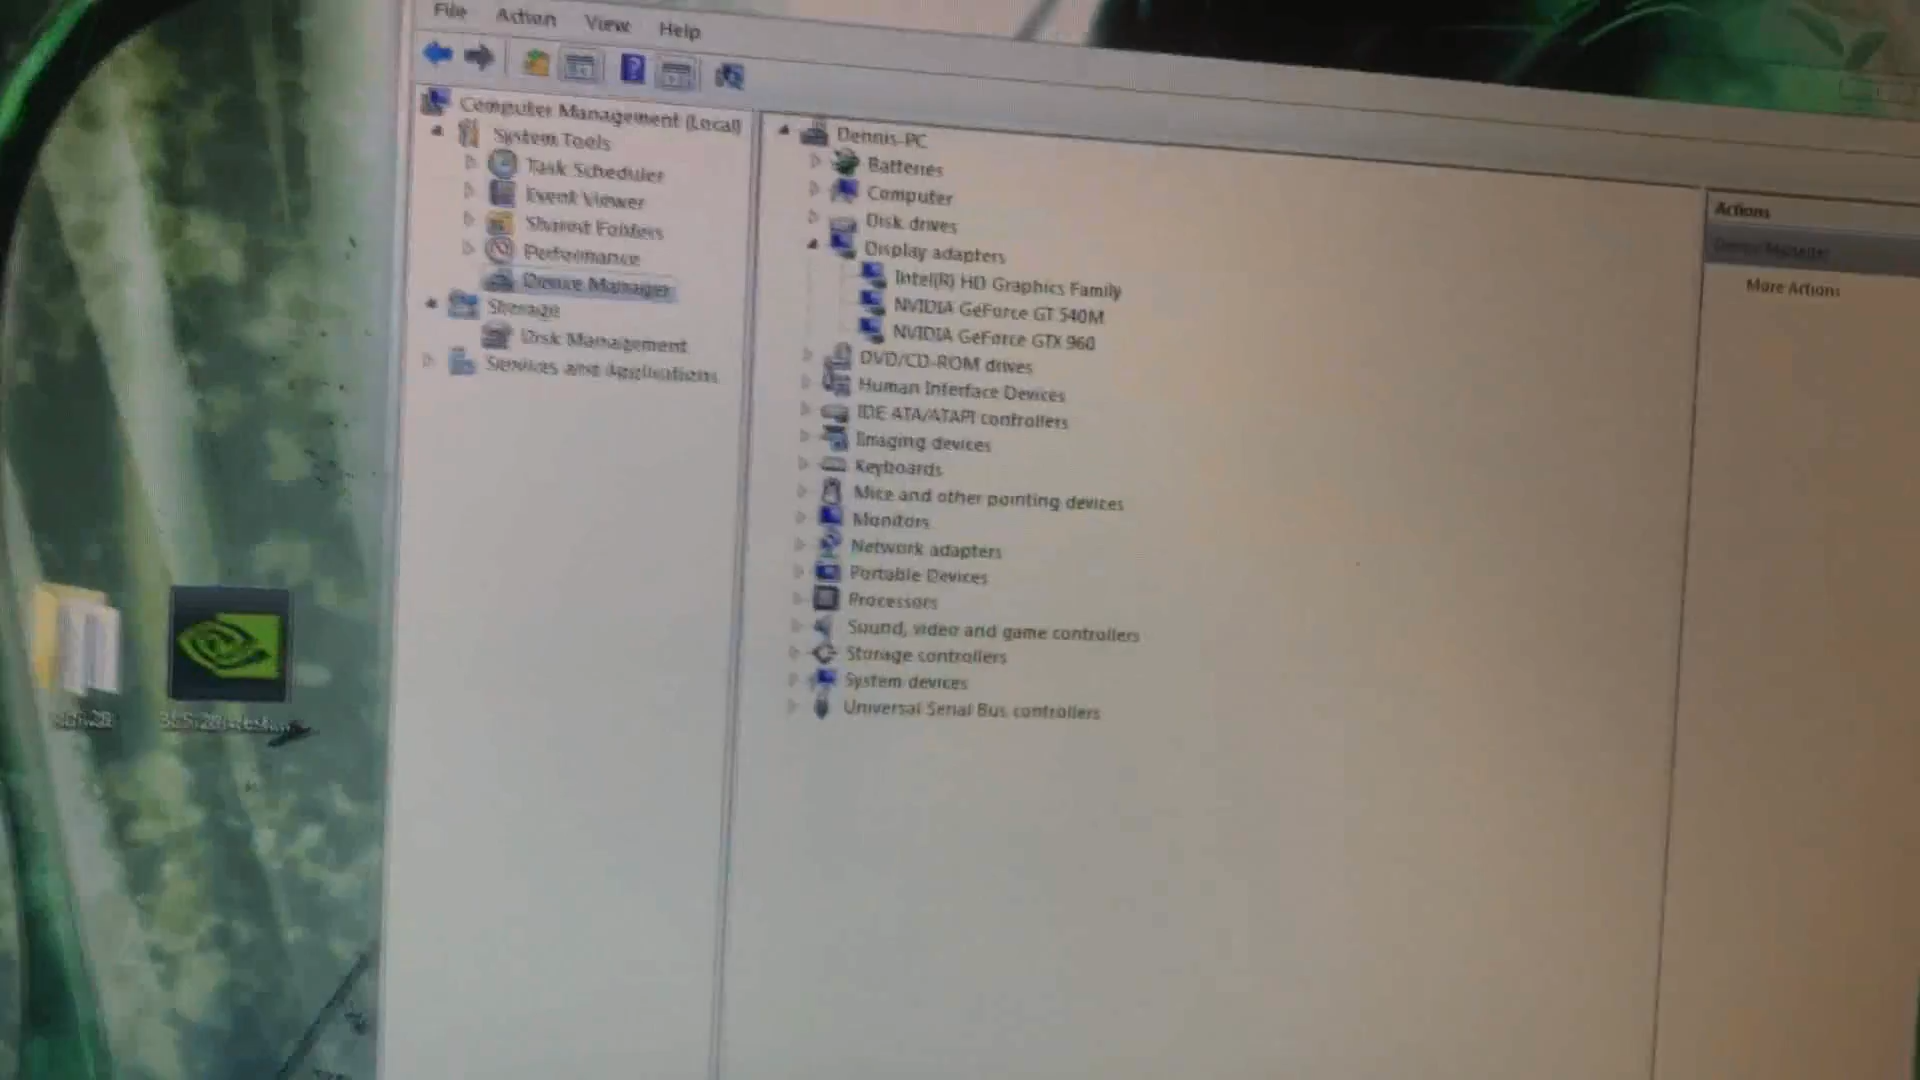 File Action View Help
Computer Management (Local)
System Tools
Task Scheduler
Event Viewer
Shared Folders
Performance
Device Manager
Storage
Disk Management
Services and Applications
Dennis-PC
Batteries
Computer
Disk drives
Display adapters
Intel(R) HD Graphics Family
NVIDIA GeForce GT 540M
NVIDIA GeForce GTX 960
DVD/CD-ROM drives
Human Interface Devices
IDE ATA/ATAPI controllers
Imaging devices
Keyboards
Mice and other pointing devices
Monitors
Network adapters
Portable Devices
Processors
Sound, video and game controllers
Storage controllers
System devices
Universal Serial Bus controllers
Actions
Device Manager
More Actions